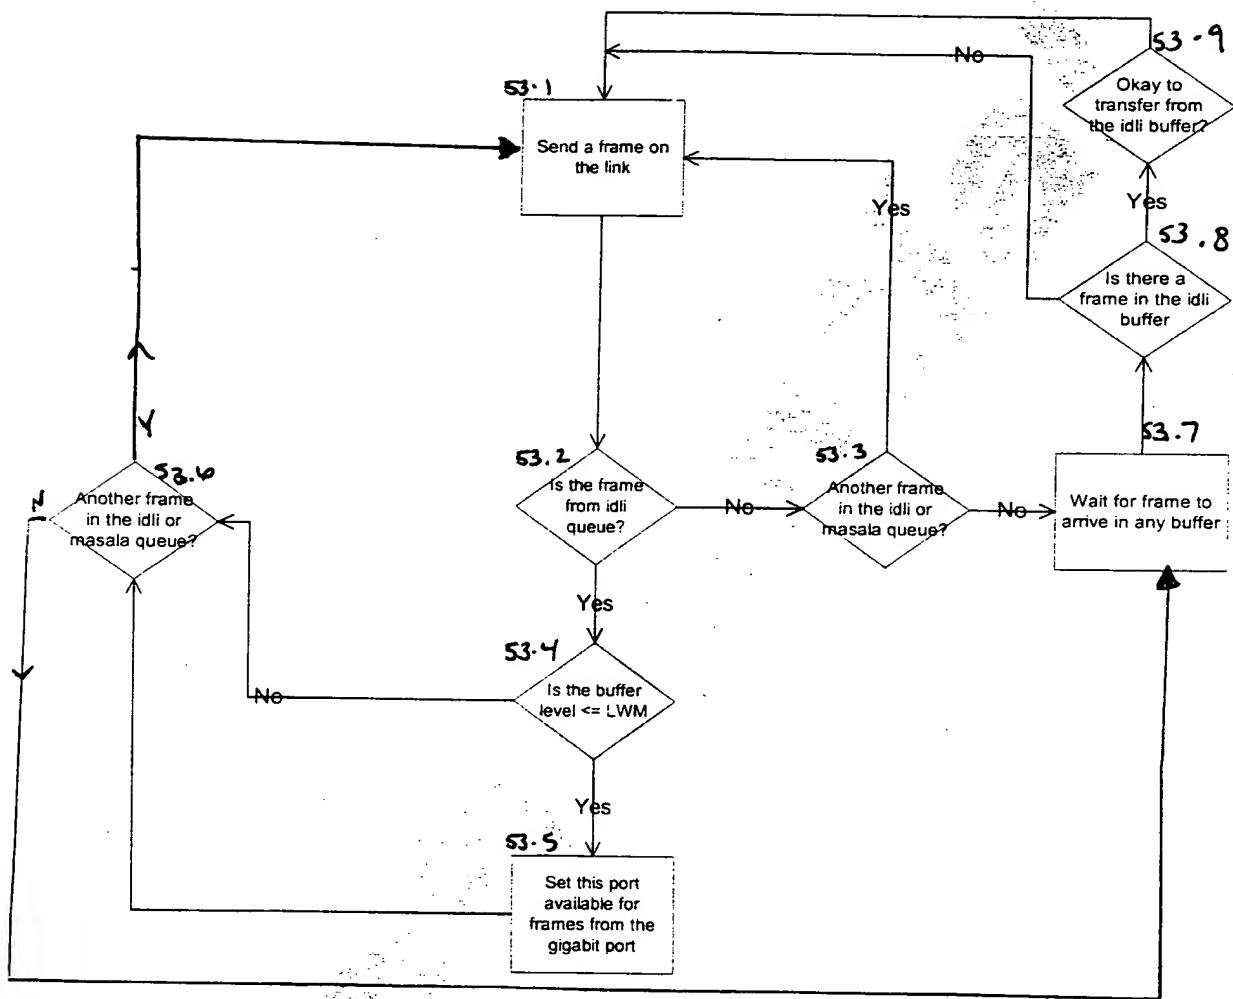 53.9
No
Okay to
transfer from
the idli buffer?
53.1
Send a frame on
the link
Yes
Yes
53.8
Is there a
frame in the idli
buffer
Y
53.7
53.6
Another frame
in the idli or
masala queue?
N
53.2
Is the frame
from idli
queue?
No
53.3
Another frame
in the idli or
masala queue?
No
Wait for frame to
arrive in any buffer
Yes
53.4
Is the buffer
level <= LWM
No
Yes
53.5
Set this port
available for
frames from the
gigabit port